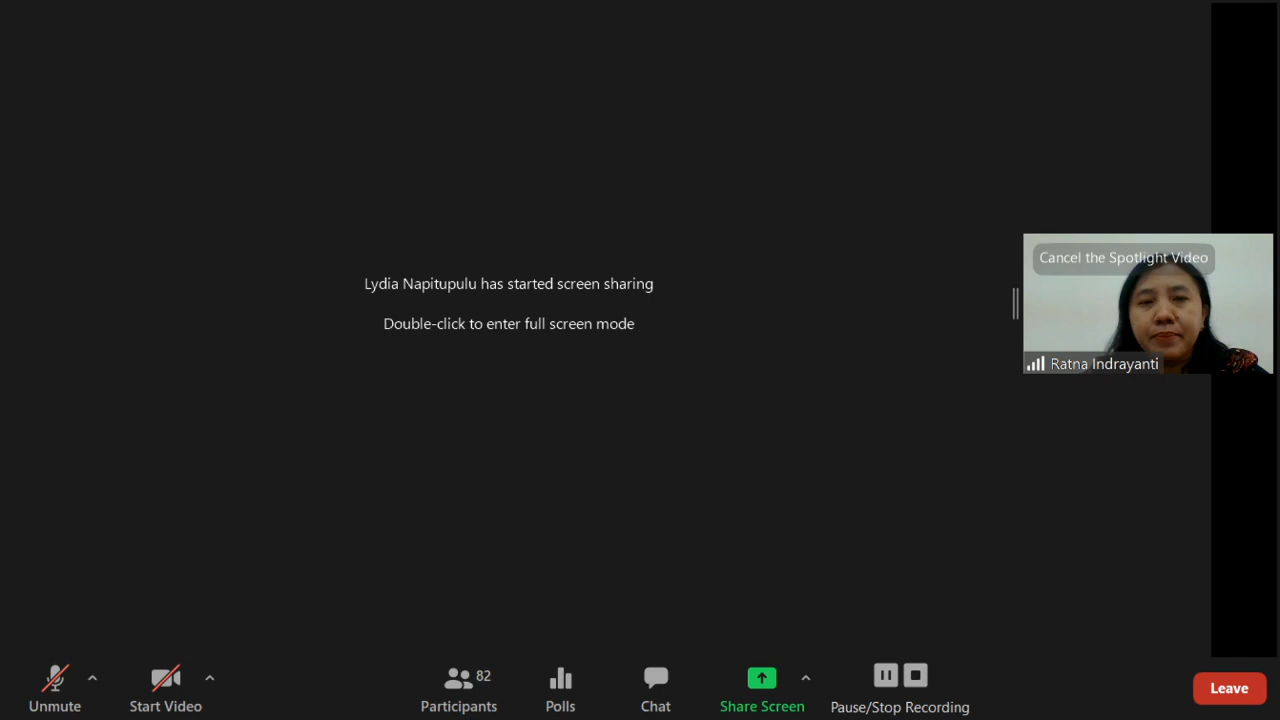 Cancel the Spotlight Video
Lydia Napitupulu has started screen sharing
Double-click to enter full screen mode
Ratna Indrayanti
82
Unmute
Start Video
Participants
Polls
Chat
Share Screen
Pause/Stop Recording
Leave